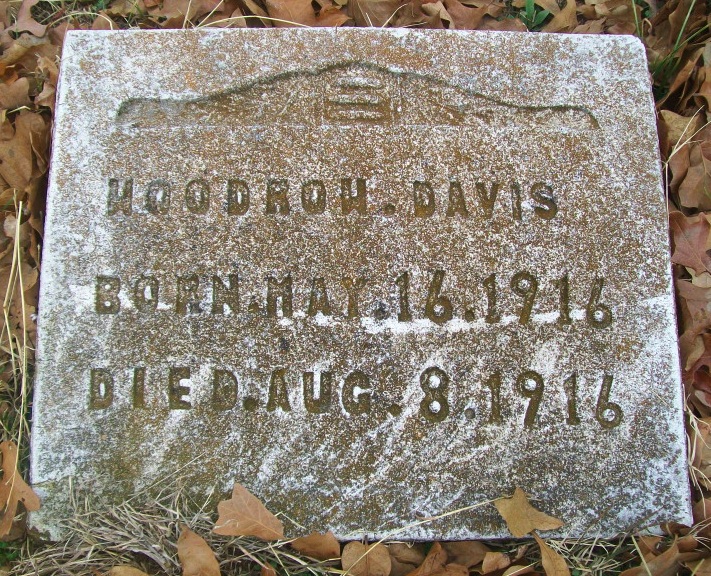 WOODROW. DAVIS
BORN. MAY. 16. 1916
DIED. AUG. 8. 1916